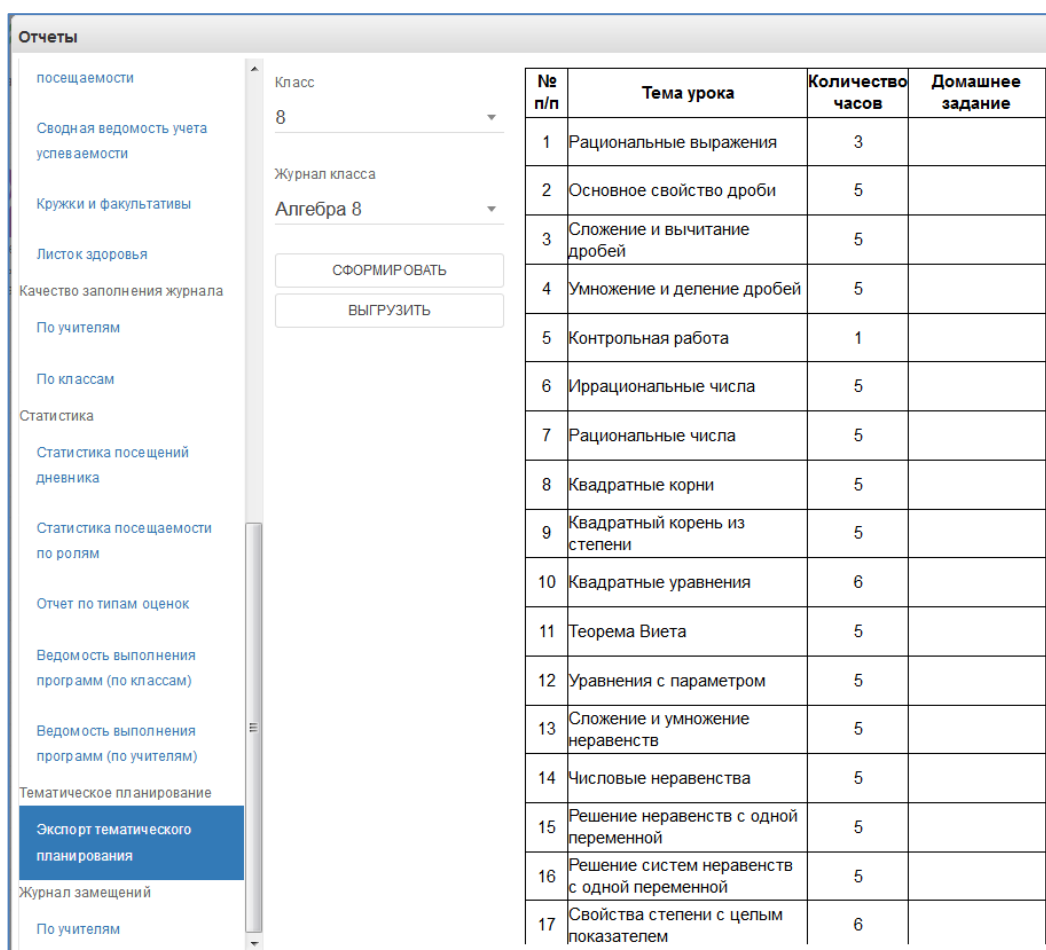 Отчеты
посещаемости
Сводная ведомость учета
успеваемости
Кружки и факультативы
Листок здоровья
Качество заполнения журнала
По учителям
По классам
Статистика
Статистика посещений
дневника
Статистика посещаемости
по ролям
Отчет по типам оценок
Ведомость выполнения
программ (по классам)
Ведомость выполнения
программ (по учителям)
Тематическое планирование
Экспорт тематического
планирования
Журнал замещений
По учителям
Класс
8
Журнал класса
Алгебра 8
СФОРМИРОВАТЬ
ВЫГРУЗИТЬ
№ п/п Тема урока Количество часов Домашнее задание
1 Рациональные выражения 3
2 Основное свойство дроби 5
3 Сложение и вычитание
дробей 5
4 Умножение и деление дробей 5
5 Контрольная работа 1
6 Иррациональные числа 5
7 Рациональные числа 5
8 Квадратные корни 5
9 Квадратный корень из
степени 5
10 Квадратные уравнения 6
11 Теорема Виета 5
12 Уравнения с параметром 5
13 Сложение и умножение
неравенств 5
14 Числовые неравенства 5
15 Решение неравенств с одной
переменной 5
16 Решение систем неравенств
с одной переменной 5
17 Свойства степени с целым
показателем 6